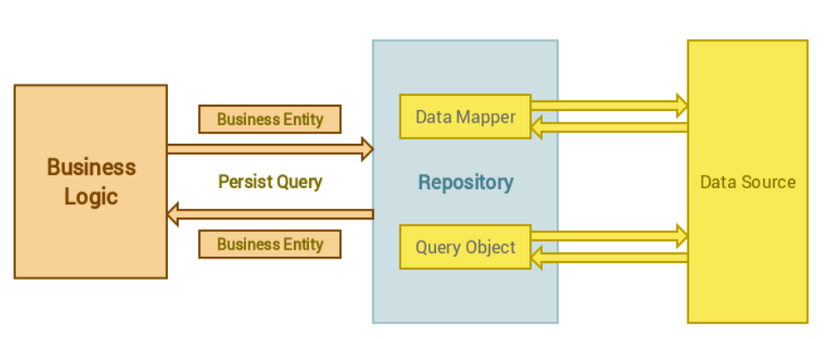 Business
Logic
Business Entity
Persist Query
Business Entity
Data Mapper
Repository
Query Object
Data Source